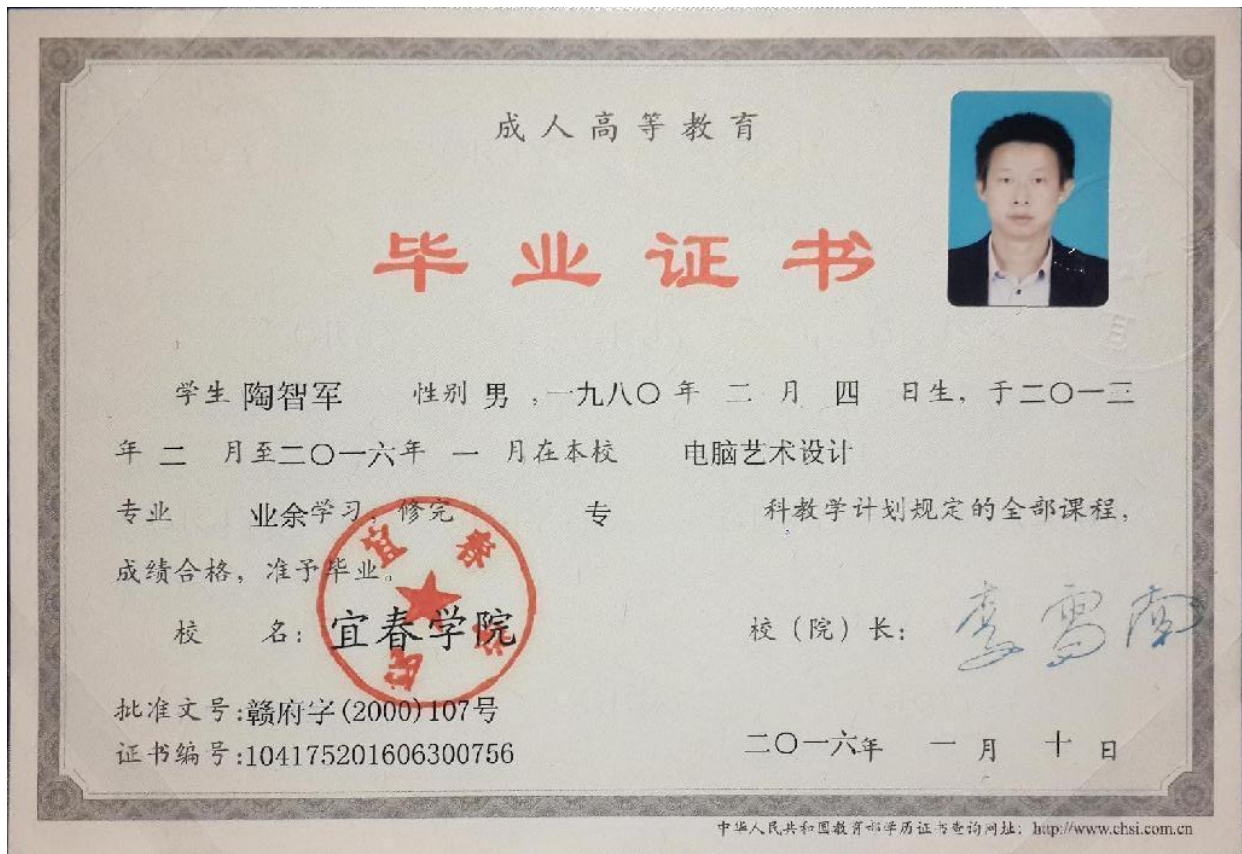 成人高等教育
毕业证书
学生 陶智军 性别 男 ,一九八〇 年 二 月 四 日生, 于二〇一三
年 二 月至二〇一六年 一 月在本校 电脑艺术设计
专业 业余学习, 修完 专 科教学计划规定的全部课程,
成绩合格, 准予毕业。
宜春学院
校 名: 宜春学院 校（院）长:
批准文号:赣府字(2000)107号
证书编号:104175201606300756 二〇一六年 一 月 十 日
中华人民共和国教育部学历证书查询网址: http://www.chsi.com.cn